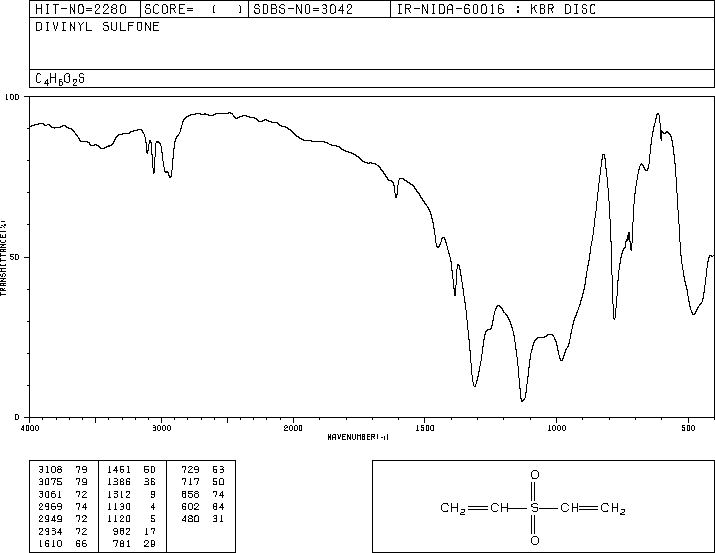 HIT-NO=2280 SCORE= ( ) SDBS-NO=3042 IR-NIDA-60016 : KBR DISC
DIVINYL SULFONE
C4H6O2S
100
50
0
TRANSMITTANCE(%)
4000 3000 2000 1500 1000 500
WAVENUMBER(-1)
3108 79 1461 50 729 53
3075 79 1386 36 717 50
3061 72 1312 9 658 74
2969 74 1130 4 602 84
2949 72 1120 5 480 31
2934 72 982 17
1610 66 781 29
O
CH2=CH—S—CH=CH2
O